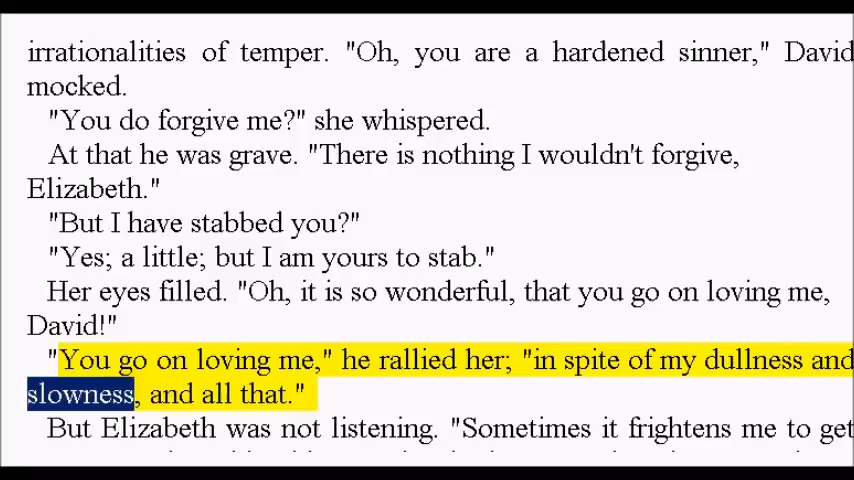 irrationalities of temper. "Oh, you are a hardened sinner," David
mocked.
"You do forgive me?" she whispered.
At that he was grave. "There is nothing I wouldn't forgive,
Elizabeth."
"But I have stabbed you?"
"Yes; a little; but I am yours to stab."
Her eyes filled. "Oh, it is so wonderful, that you go on loving me,
David!"
"You go on loving me," he rallied her; "in spite of my dullness and
slowness, and all that."
But Elizabeth was not listening. "Sometimes it frightens me to get